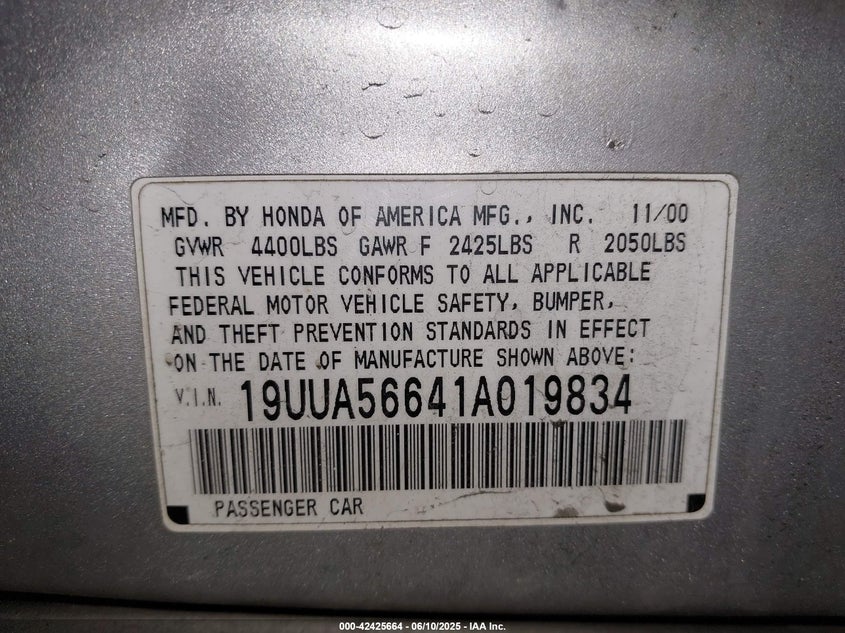 MFD. BY HONDA OF AMERICA MFG., INC. 11/00
GVWR 4400LBS GAWR F 2425LBS R 2050LBS
THIS VEHICLE CONFORMS TO ALL APPLICABLE
FEDERAL MOTOR VEHICLE SAFETY, BUMPER,
AND THEFT PREVENTION STANDARDS IN EFFECT
ON THE DATE OF MANUFACTURE SHOWN ABOVE:
V.I.N. 19UUA56641A019834
PASSENGER CAR
000-42425664 - 06/10/2025 - IAA Inc.